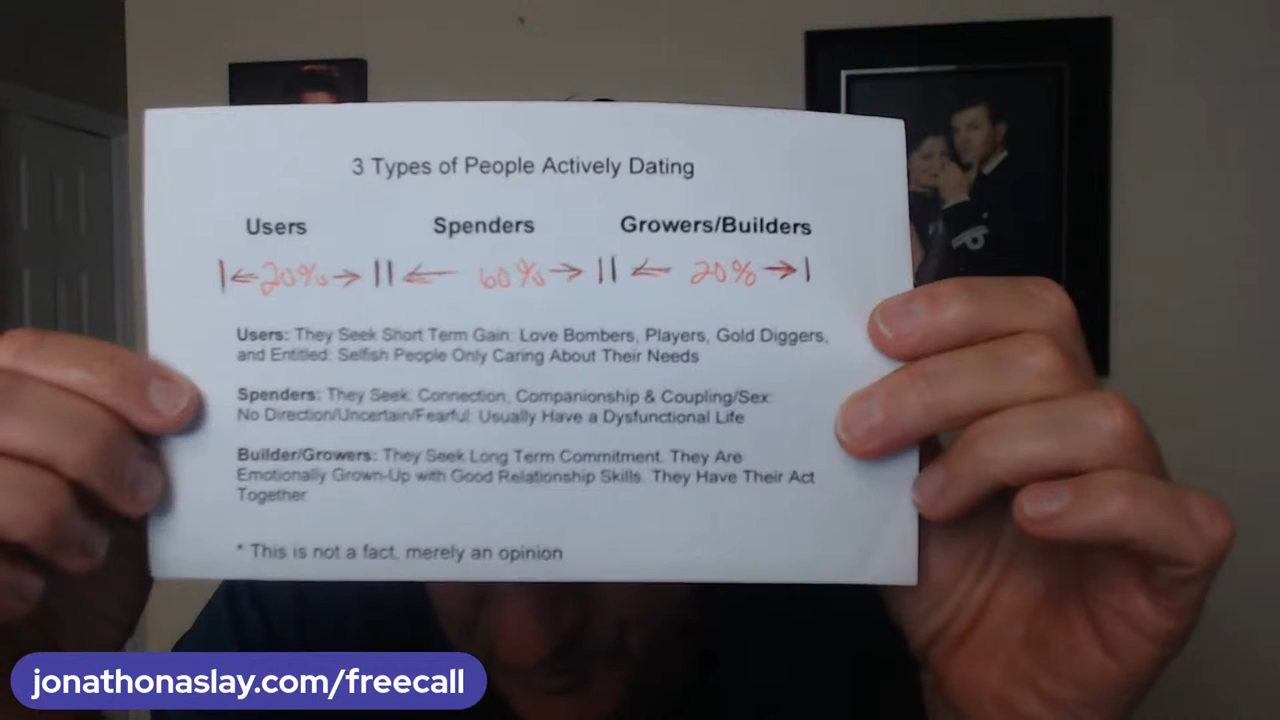 3 Types of People Actively Dating
Users Spenders Growers/Builders
|←20%→|| ← 60% →|| ← 20% →|
Users: They Seek Short Term Gain: Love Bombers, Players, Gold Diggers,
and Entitled: Selfish People Only Caring About Their Needs
Spenders: They Seek: Connection, Companionship & Coupling/Sex:
No Direction/Uncertain/Fearful: Usually Have a Dysfunctional Life
Builder/Growers: They Seek Long Term Commitment. They Are
Emotionally Grown-Up with Good Relationship Skills. They Have Their Act
Together
* This is not a fact, merely an opinion
jonathonaslay.com/freecall